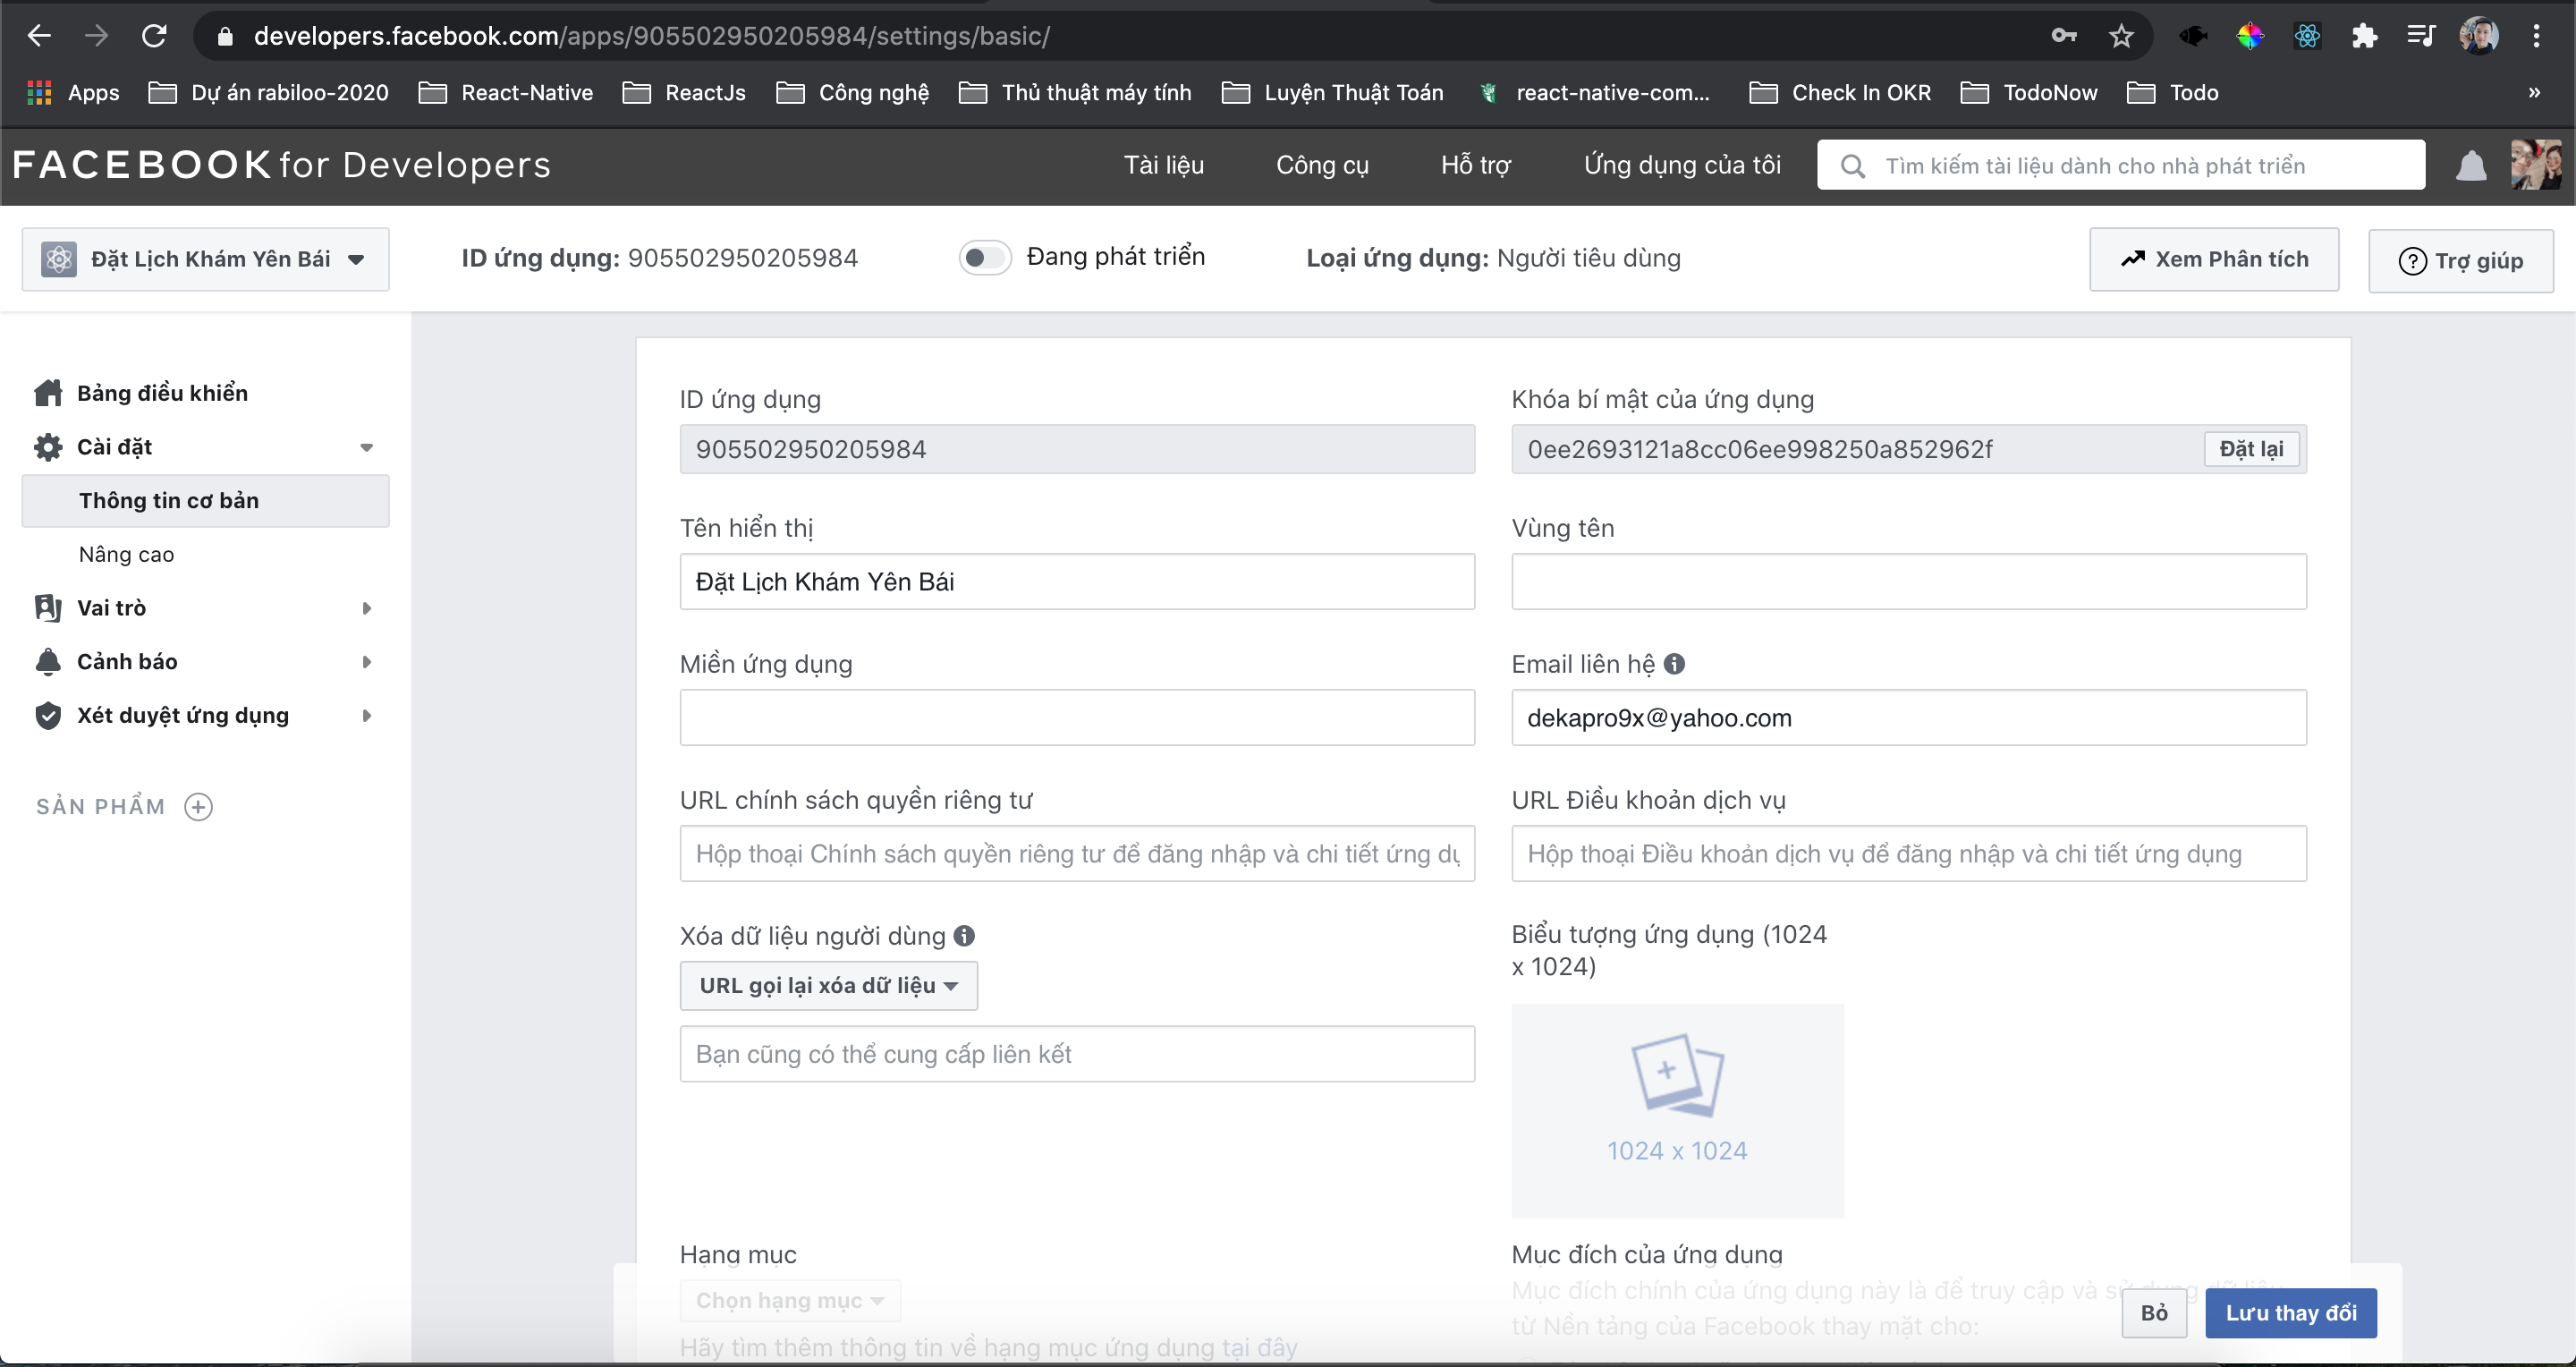 developers.facebook.com/apps/905502950205984/settings/basic/
Apps
Dự án rabiloo-2020
React-Native
ReactJs
Công nghệ
Thủ thuật máy tính
Luyện Thuật Toán
react-native-com...
Check In OKR
TodoNow
Todo
»
FACEBOOK for Developers
Tài liệu
Công cụ
Hỗ trợ
Ứng dụng của tôi
Tìm kiếm tài liệu dành cho nhà phát triển
Đặt Lịch Khám Yên Bái
ID ứng dụng: 905502950205984
Đang phát triển
Loại ứng dụng: Người tiêu dùng
Xem Phân tích
Trợ giúp
Bảng điều khiển
Cài đặt
Thông tin cơ bản
Nâng cao
Vai trò
Cảnh báo
Xét duyệt ứng dụng
SẢN PHẨM
ID ứng dụng
905502950205984
Khóa bí mật của ứng dụng
0ee2693121a8cc06ee998250a852962f
Đặt lại
Tên hiển thị
Đặt Lịch Khám Yên Bái
Vùng tên
Miền ứng dụng
Email liên hệ
dekapro9x@yahoo.com
URL chính sách quyền riêng tư
Hộp thoại Chính sách quyền riêng tư để đăng nhập và chi tiết ứng dụ
URL Điều khoản dịch vụ
Hộp thoại Điều khoản dịch vụ để đăng nhập và chi tiết ứng dụng
Xóa dữ liệu người dùng
URL gọi lại xóa dữ liệu
Bạn cũng có thể cung cấp liên kết
Biểu tượng ứng dụng (1024
x 1024)
1024 x 1024
Hạng mục
Chọn hạng mục
Hãy tìm thêm thông tin về hạng mục ứng dụng tại đây
Mục đích của ứng dụng
Mục đích chính của ứng dụng này là để truy cập và sử dụng dữ liệu
từ Nền tảng của Facebook thay mặt cho:
Bỏ
Lưu thay đổi